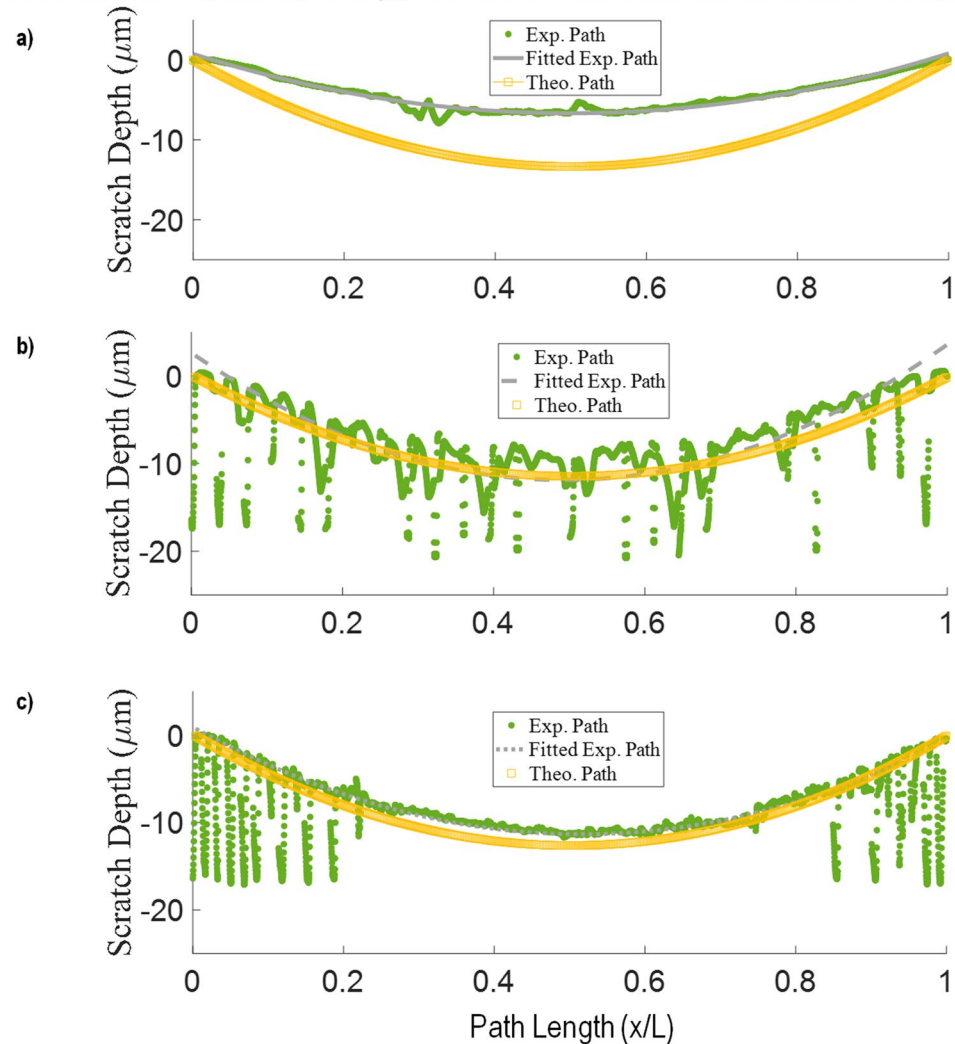 a)
Scratch Depth (μm)
0
-10
-20
Exp. Path
Fitted Exp. Path
Theo. Path
0 0.2 0.4 0.6 0.8 1
b)
Scratch Depth (μm)
0
-10
-20
Exp. Path
Fitted Exp. Path
Theo. Path
0 0.2 0.4 0.6 0.8 1
c)
Scratch Depth (μm)
0
-10
-20
Exp. Path
Fitted Exp. Path
Theo. Path
0 0.2 0.4 0.6 0.8 1
Path Length (x/L)